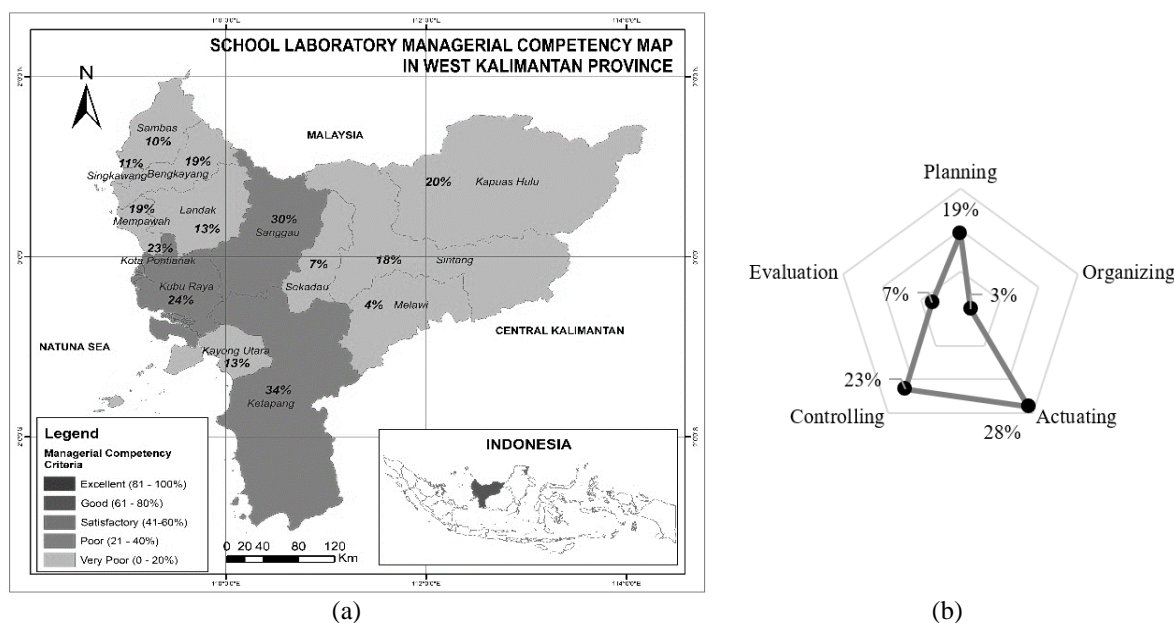 SCHOOL LABORATORY MANAGERIAL COMPETENCY MAP
IN WEST KALIMANTAN PROVINCE
N
MALAYSIA
Sambas
10%
11%
Singkawang
19%
Bengkayang
19%
Mempawah
Landak
13%
30%
Sanggau
20%
Kapuas Hulu
23%
Kota Pontianak
Kubu Raya
24%
7%
Sekadau
18%
Sintang
4%
Melawi
CENTRAL KALIMANTAN
NATUNA SEA
Kayong Utara
13%
34%
Ketapang
Legend
Managerial Competency
Criteria
Excellent (81 - 100%)
Good (61 - 80%)
Satisfactory (41-60%)
Poor (21 - 40%)
Very Poor (0 - 20%)
0 20 40 80 120
Km
INDONESIA
(a)
Planning
19%
Evaluation
7%
3%
Organizing
23%
Controlling
Actuating
28%
(b)